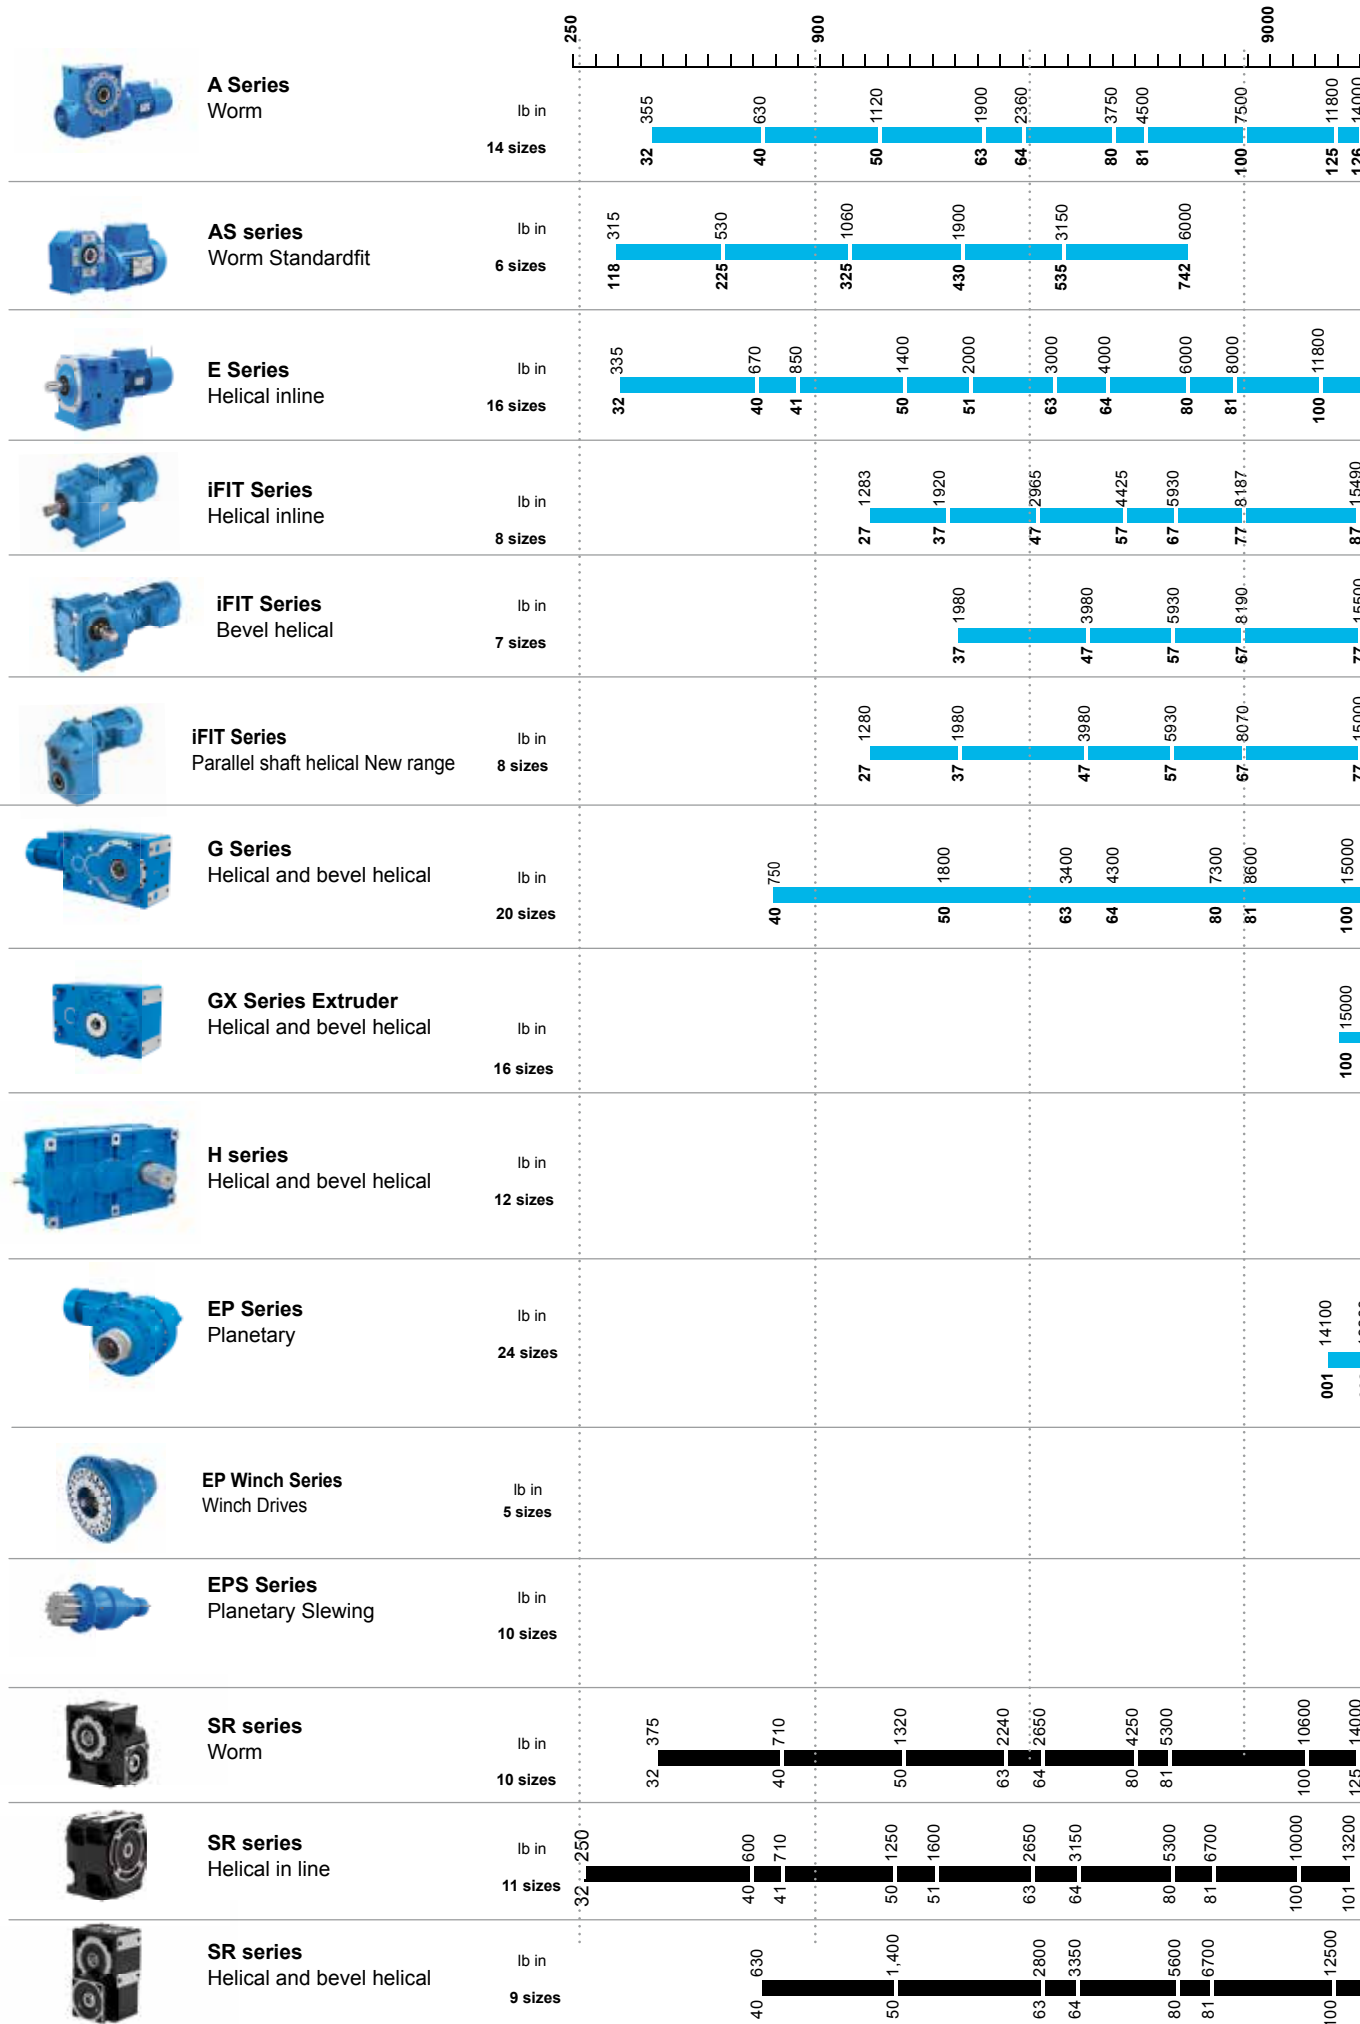 250 900 9000
A Series
Worm
lb in
14 sizes
355 630 1120 1900 2360 3750 4500 7500 11800 14000
32 40 50 63 64 80 81 100 125 126
AS series
Worm Standardfit
lb in
6 sizes
315 530 1060 1900 3150 6000
118 225 325 430 535 742
E Series
Helical inline
lb in
16 sizes
335 670 850 1400 2000 3000 4000 6000 8000 11800
32 40 41 50 51 63 64 80 81 100
iFIT Series
Helical inline
lb in
8 sizes
1283 1920 2965 4425 5930 8187 15490
27 37 47 57 67 77 87
iFIT Series
Bevel helical
lb in
7 sizes
1980 3980 5930 8190 15500
37 47 57 67 77
iFIT Series
Parallel shaft helical New range
lb in
8 sizes
1280 1980 3980 5930 8070 15000
27 37 47 57 67 77
G Series
Helical and bevel helical
lb in
20 sizes
750 1800 3400 4300 7300 8600 15000
40 50 63 64 80 81 100
GX Series Extruder
Helical and bevel helical
lb in
16 sizes
15000
100
H series
Helical and bevel helical
lb in
12 sizes
EP Series
Planetary
lb in
24 sizes
14100
001
EP Winch Series
Winch Drives
lb in
5 sizes
EPS Series
Planetary Slewing
lb in
10 sizes
SR series
Worm
lb in
10 sizes
375 710 1320 2240 2650 4250 5300 10600 14000
32 40 50 63 64 80 81 100 125
SR series
Helical in line
lb in
11 sizes
250 600 710 1250 1600 2650 3150 5300 6700 10000 13200
32 40 41 50 51 63 64 80 81 100 101
SR series
Helical and bevel helical
lb in
9 sizes
630 1,400 2800 3350 5600 6700 12500
40 50 63 64 80 81 100